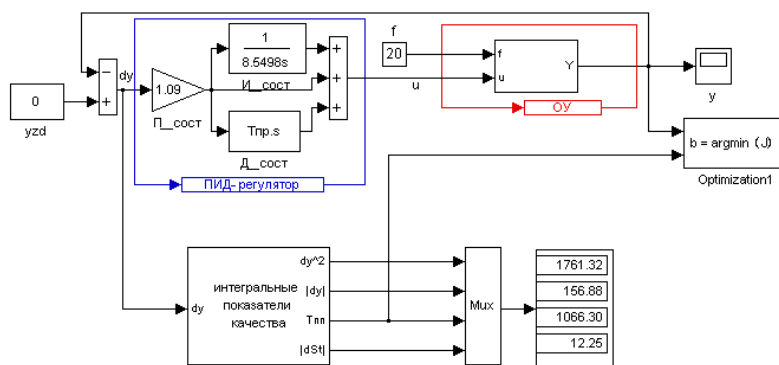 f
20
1
8.5498s
И_сост
1.09
П_сост
Tпр.s
Д_сост
ПИД-регулятор
−
+
dy
0
yzd
+
+
+
u
f
u
Y
ОУ
y
b = argmin (J)
Optimization1
dy
интегральные
показатели
качества
dy^2
|dy|
Tпп
|dSt|
Mux
1761.32
156.88
1066.30
12.25